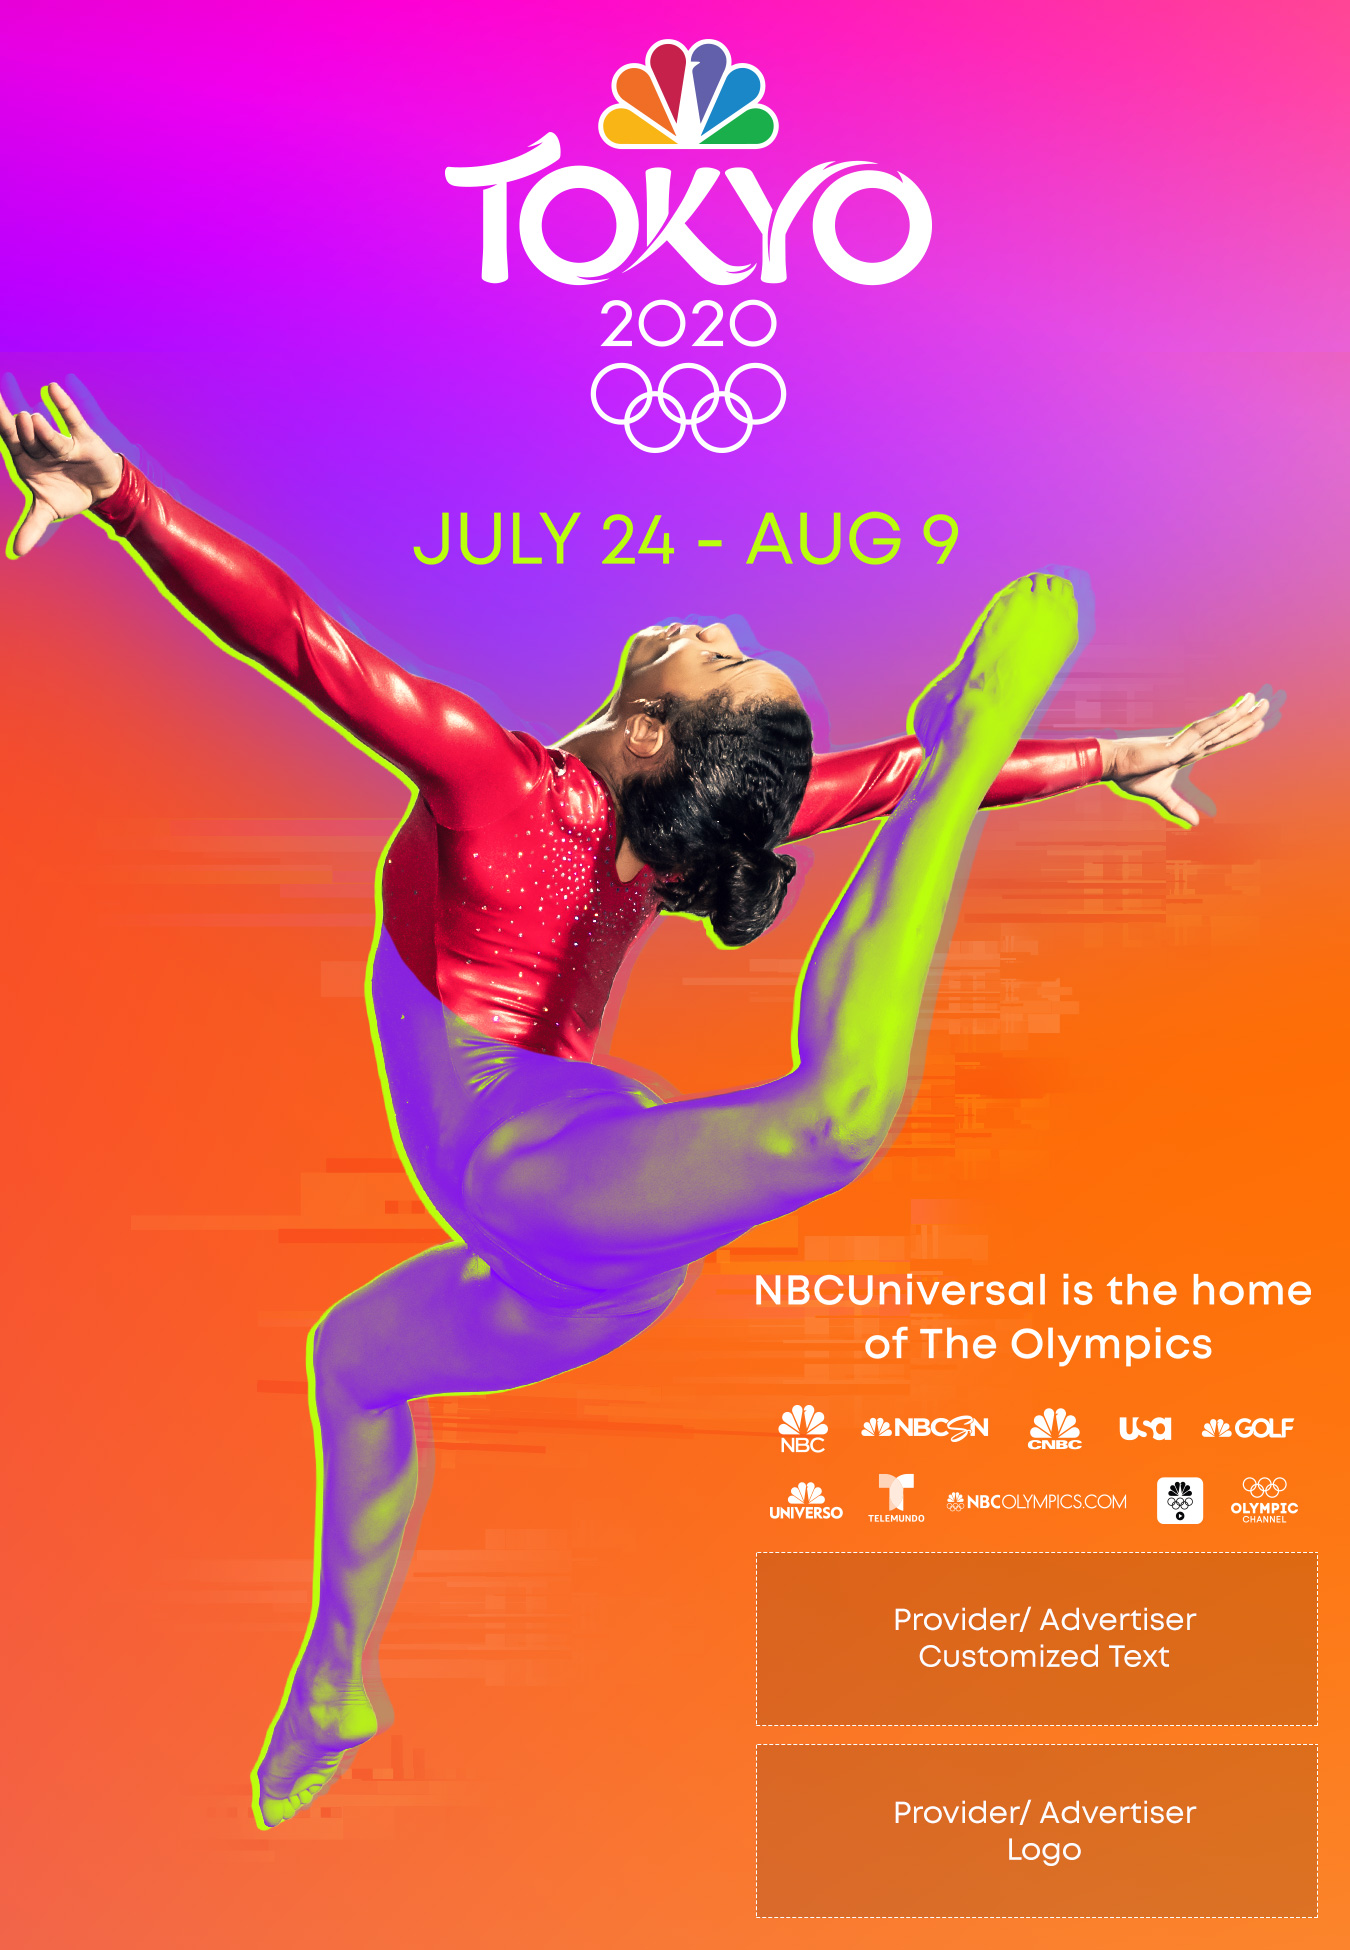 TOKYO
2020
JULY 24 - AUG 9
NBCUniversal is the home
of The Olympics
NBC NBCSN CNBC USA GOLF
UNIVERSO TELEMUNDO NBCOLYMPICS.COM OLYMPIC
CHANNEL
Provider/ Advertiser
Customized Text
Provider/ Advertiser
Logo